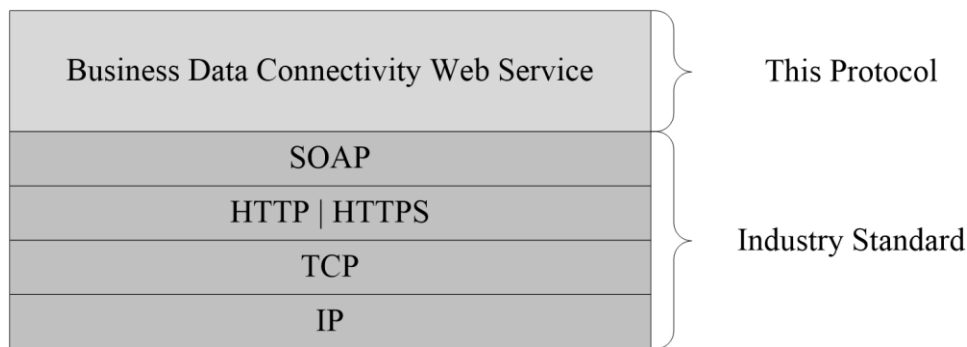 Business Data Connectivity Web Service
This Protocol
SOAP
HTTP | HTTPS
TCP
IP
Industry Standard